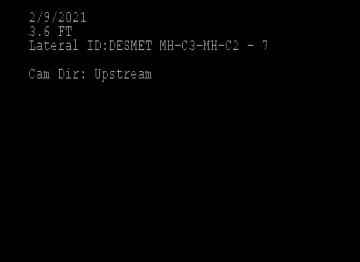 2/9/2021
3.6 FT
Lateral ID:DESMET MH-C3-MH-C2 - 7
Cam Dir: Upstream